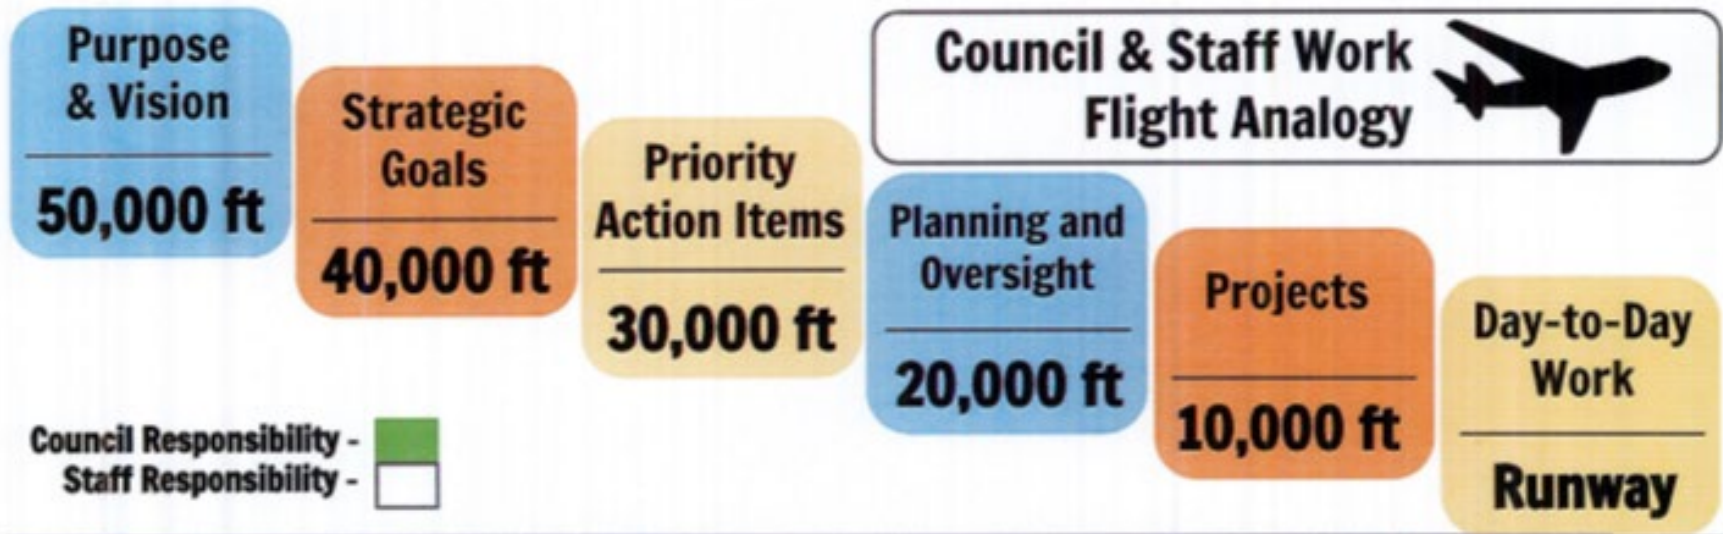 Purpose
& Vision
50,000 ft
Strategic
Goals
40,000 ft
Priority
Action Items
30,000 ft
Council & Staff Work
Flight Analogy
Planning and
Oversight
20,000 ft
Projects
10,000 ft
Day-to-Day
Work
Runway
Council Responsibility -
Staff Responsibility -